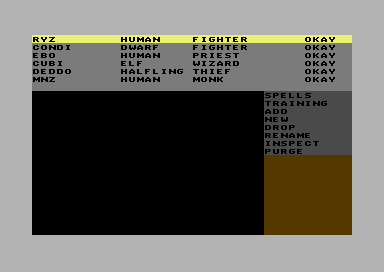 RYZ HUMAN FIGHTER OKAY
CONDI DWARF FIGHTER OKAY
EBO HUMAN PRIEST OKAY
CUBI ELF WIZARD OKAY
DEDDO HALFLING THIEF OKAY
MNZ HUMAN MONK OKAY
SPELLS
TRAINING
ADD
NEW
DROP
RENAME
INSPECT
PURGE